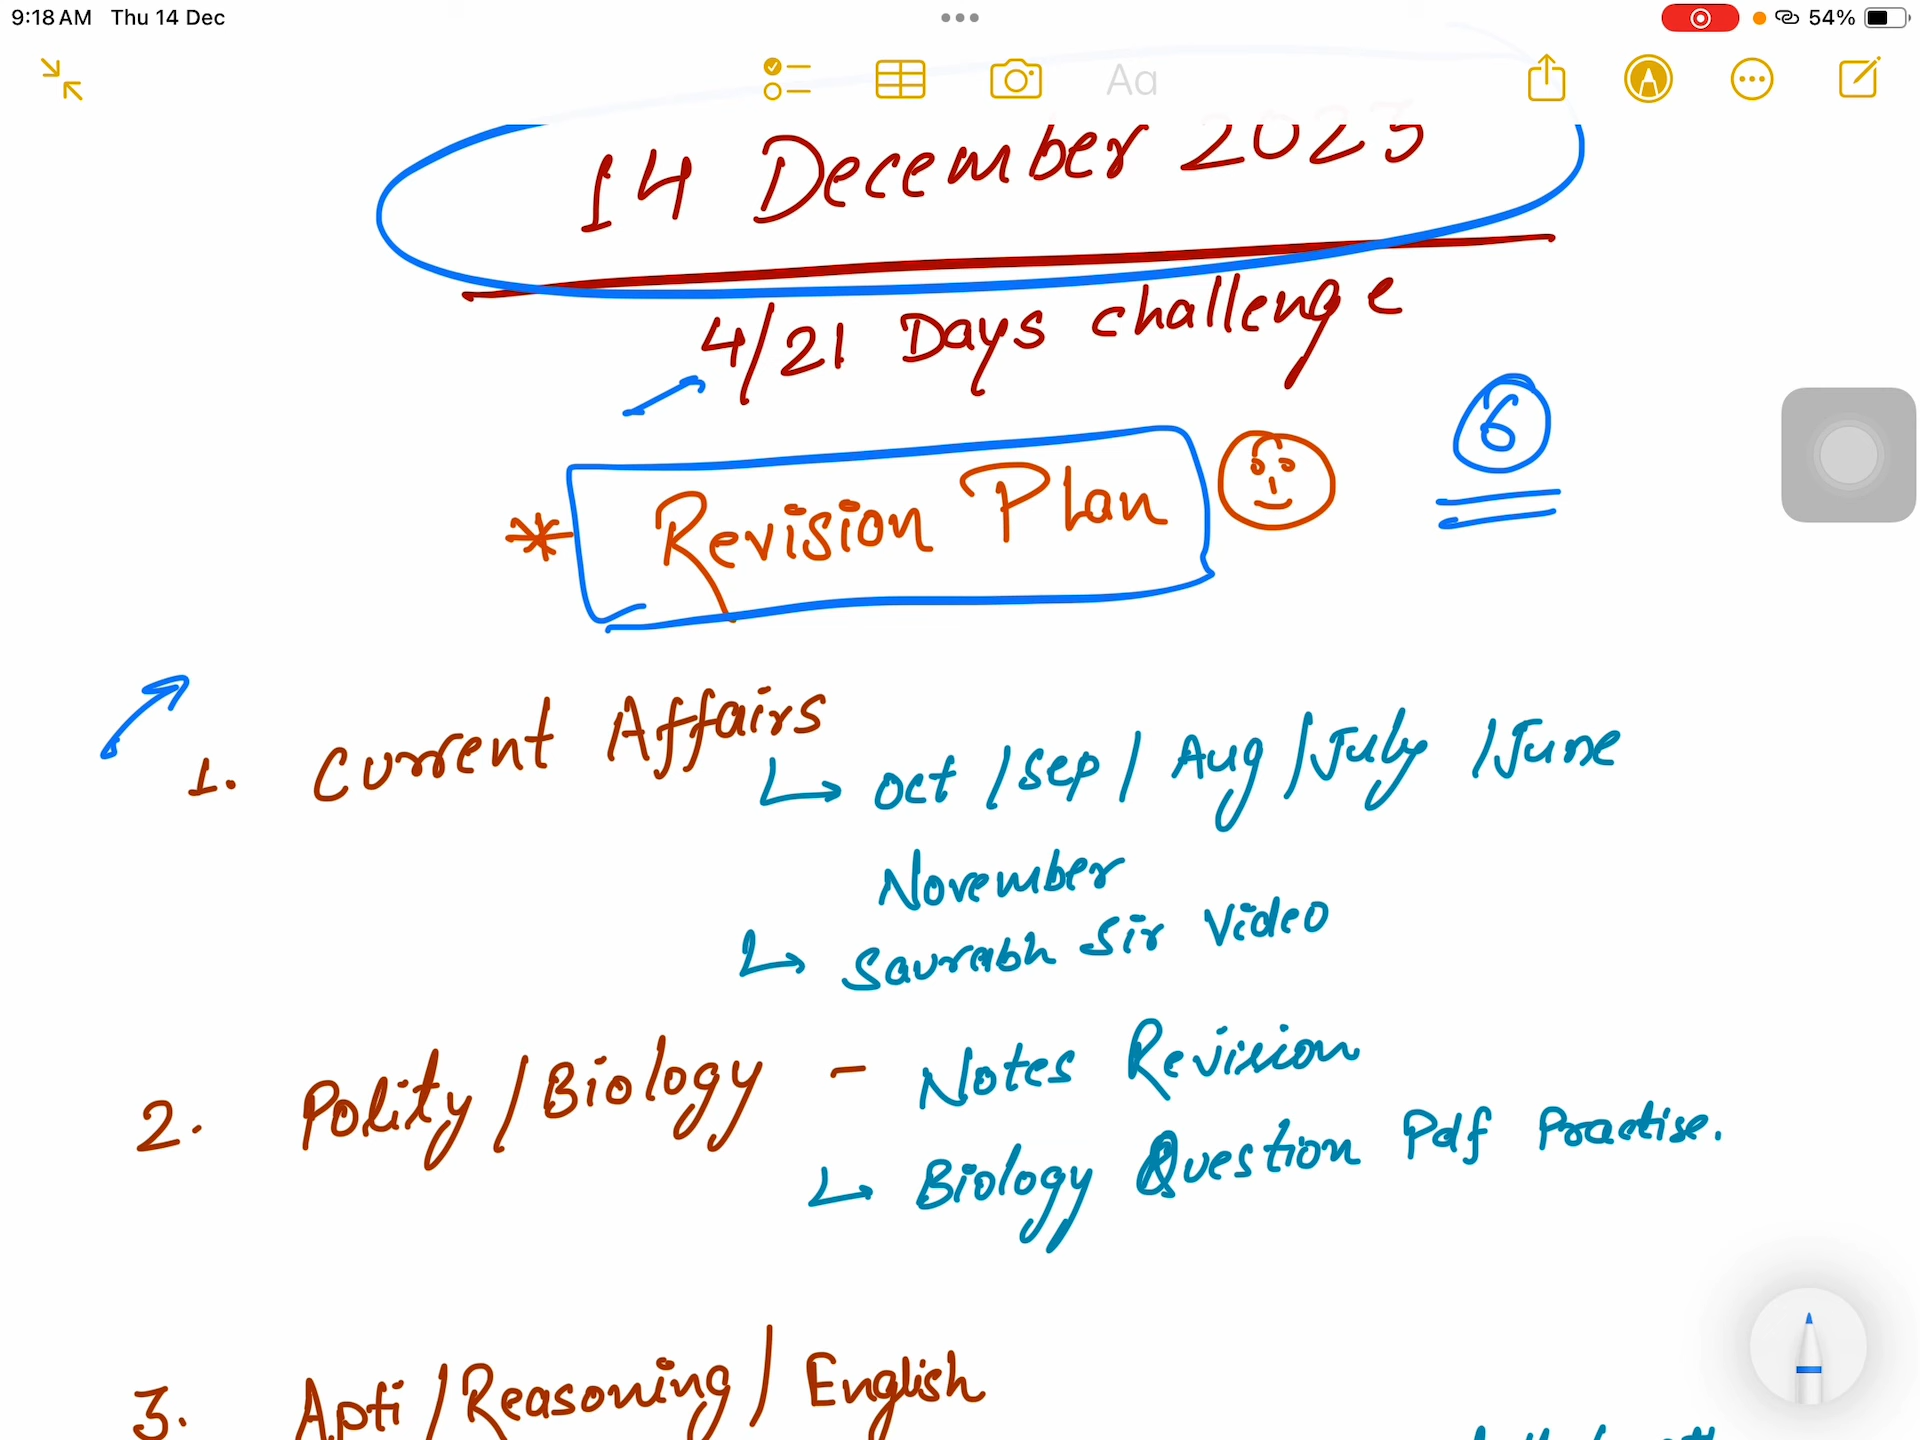 9:18 AM Thu 14 Dec
54%
Aa
14 December 2023
4/21 Days challenge
6
* Revision Plan
1. Current Affairs
↳ Oct / Sep / Aug / July / June
November
↳ Saurabh Sir Video
2. Polity / Biology - Notes Revision
↳ Biology Question Pdf Practise.
3. Apti / Reasoning / English